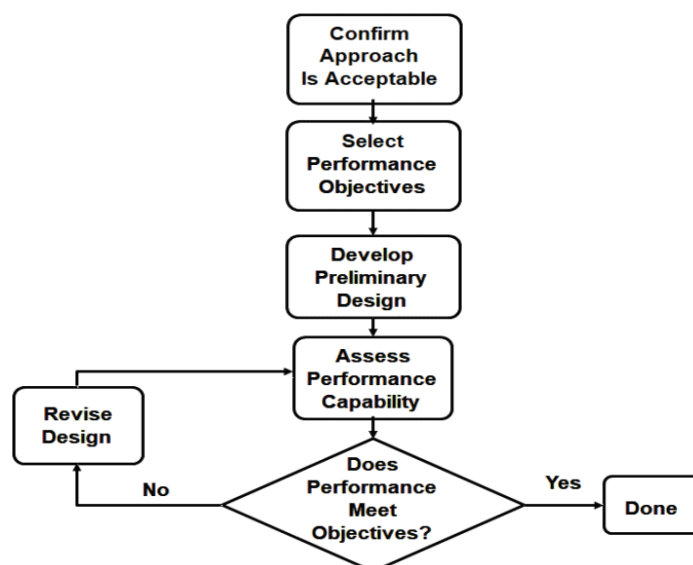 Confirm
Approach
Is Acceptable
Select
Performance
Objectives
Develop
Preliminary
Design
Assess
Performance
Capability
Revise
Design
Does
Performance
Meet
Objectives?
No
Yes
Done